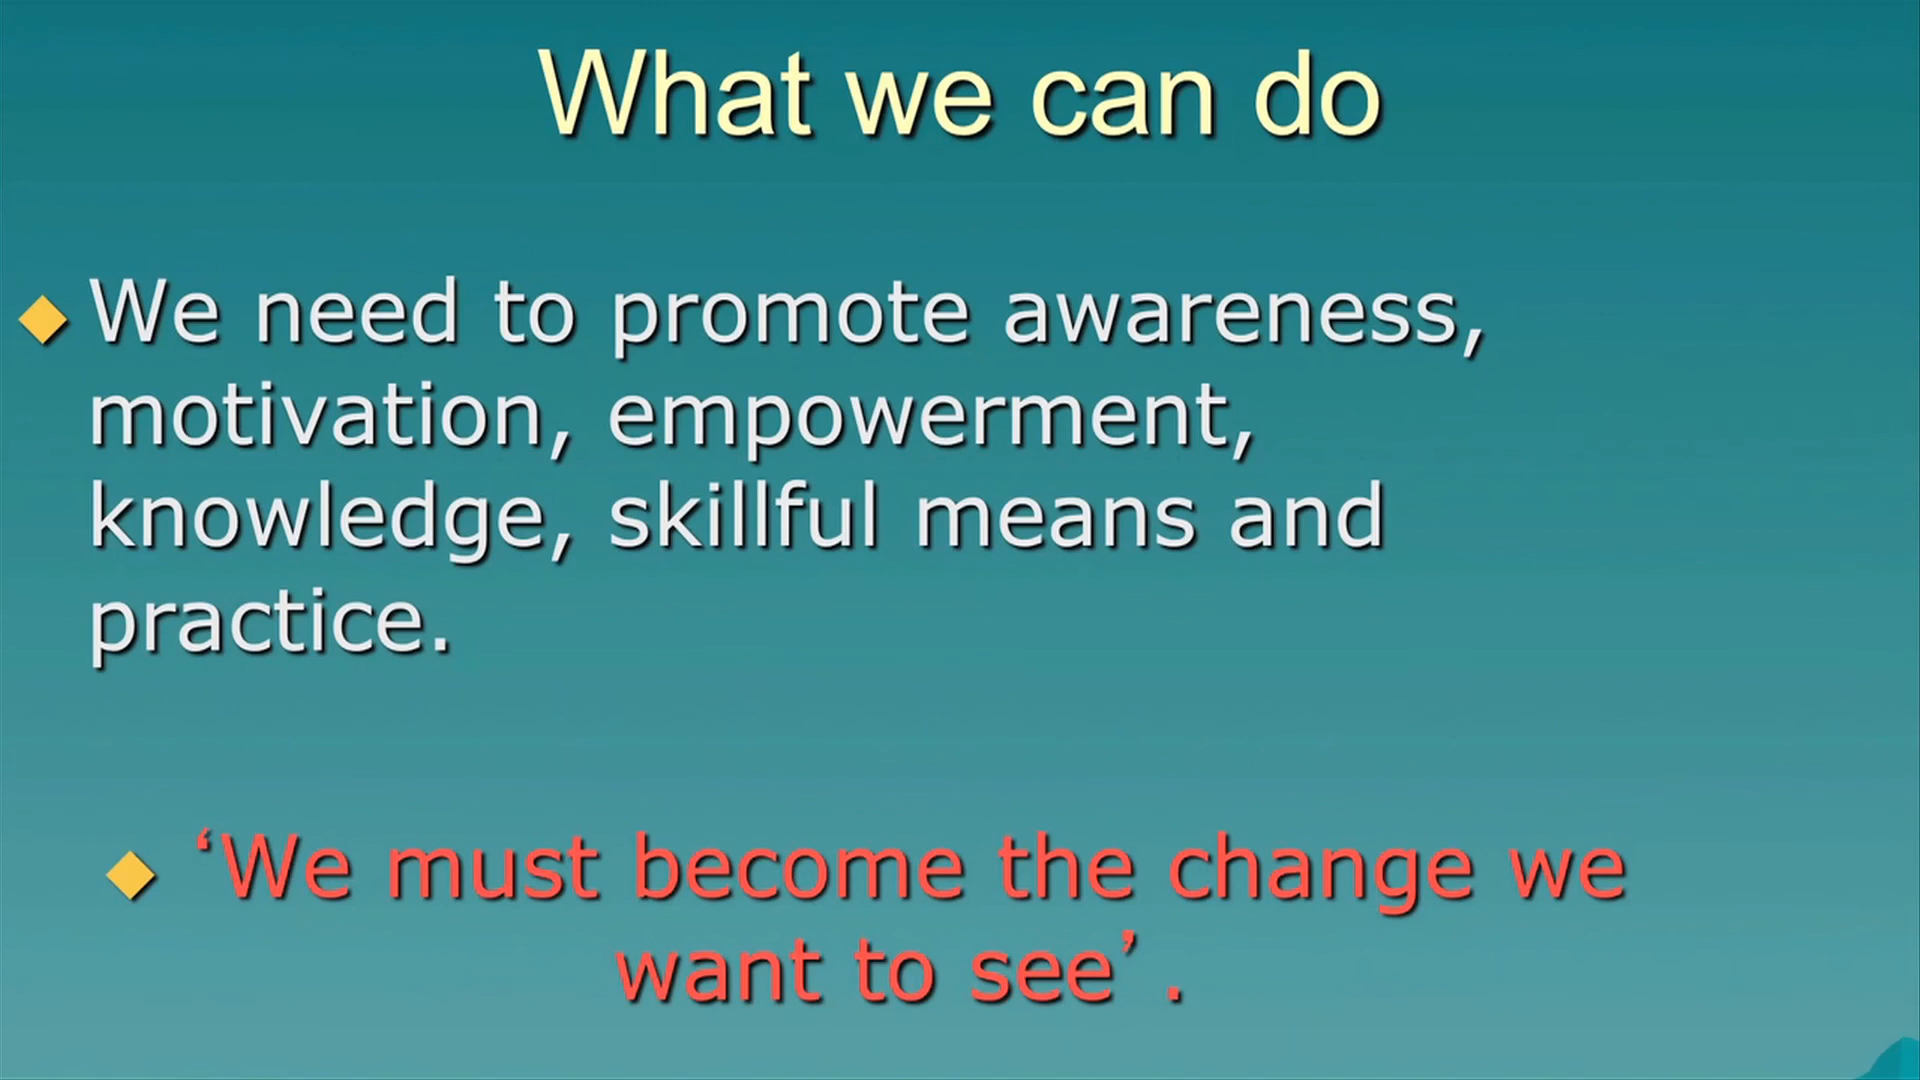 What we can do
We need to promote awareness,
motivation, empowerment,
knowledge, skillful means and
practice.
‘We must become the change we
want to see’ .